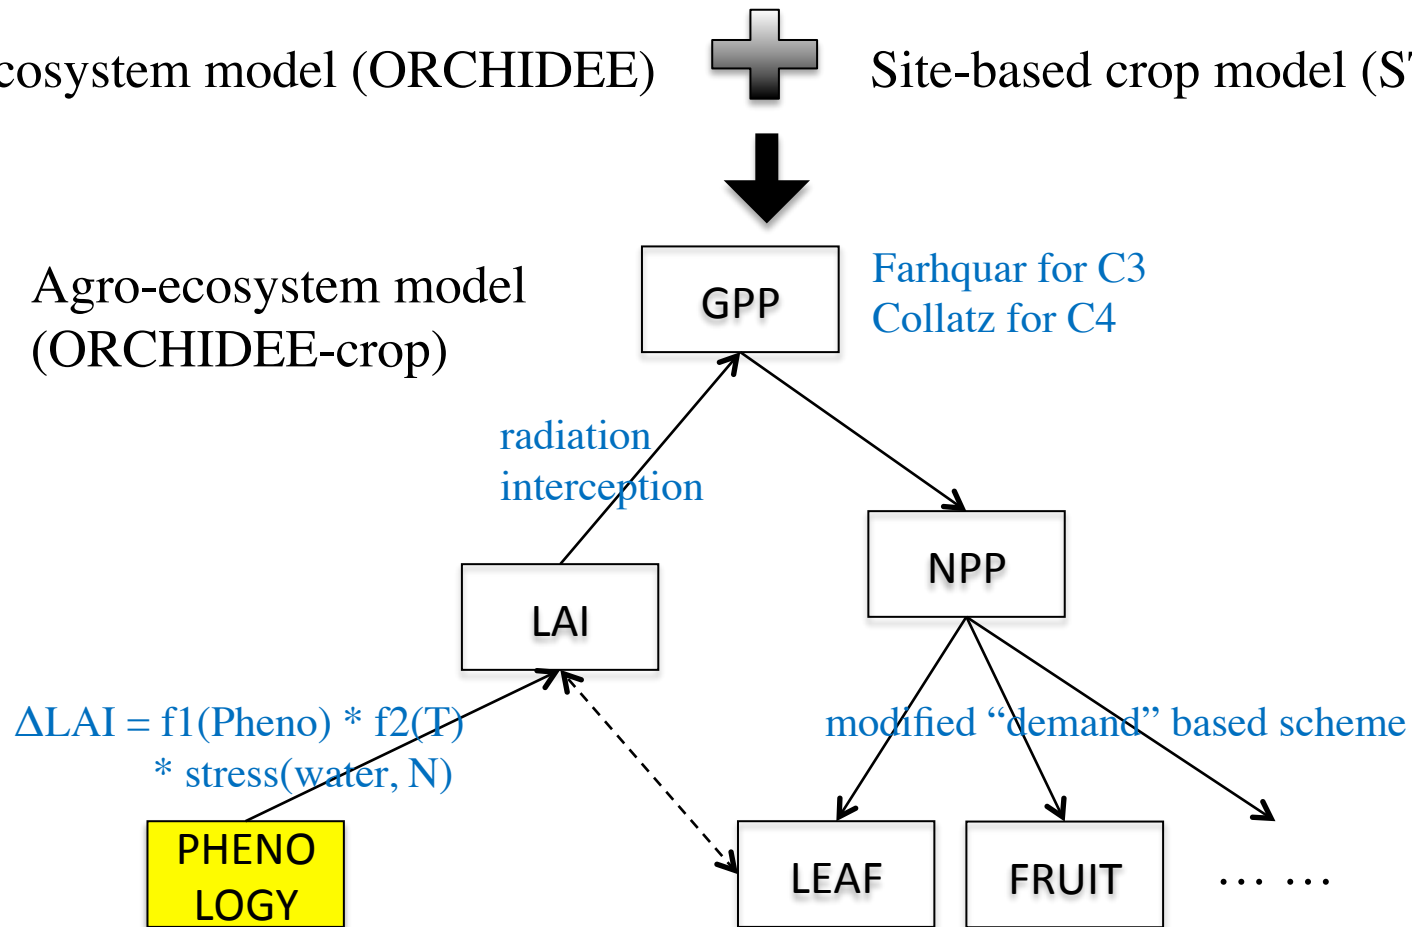 cosystem model (ORCHIDEE)
Site-based crop model (S
Agro-ecosystem model
(ORCHIDEE-crop)
GPP
Farhquar for C3
Collatz for C4
radiation
interception
NPP
LAI
ΔLAI = f1(Pheno) * f2(T)
* stress(water, N)
modified “demand” based scheme
PHENO
LOGY
LEAF
FRUIT
… …